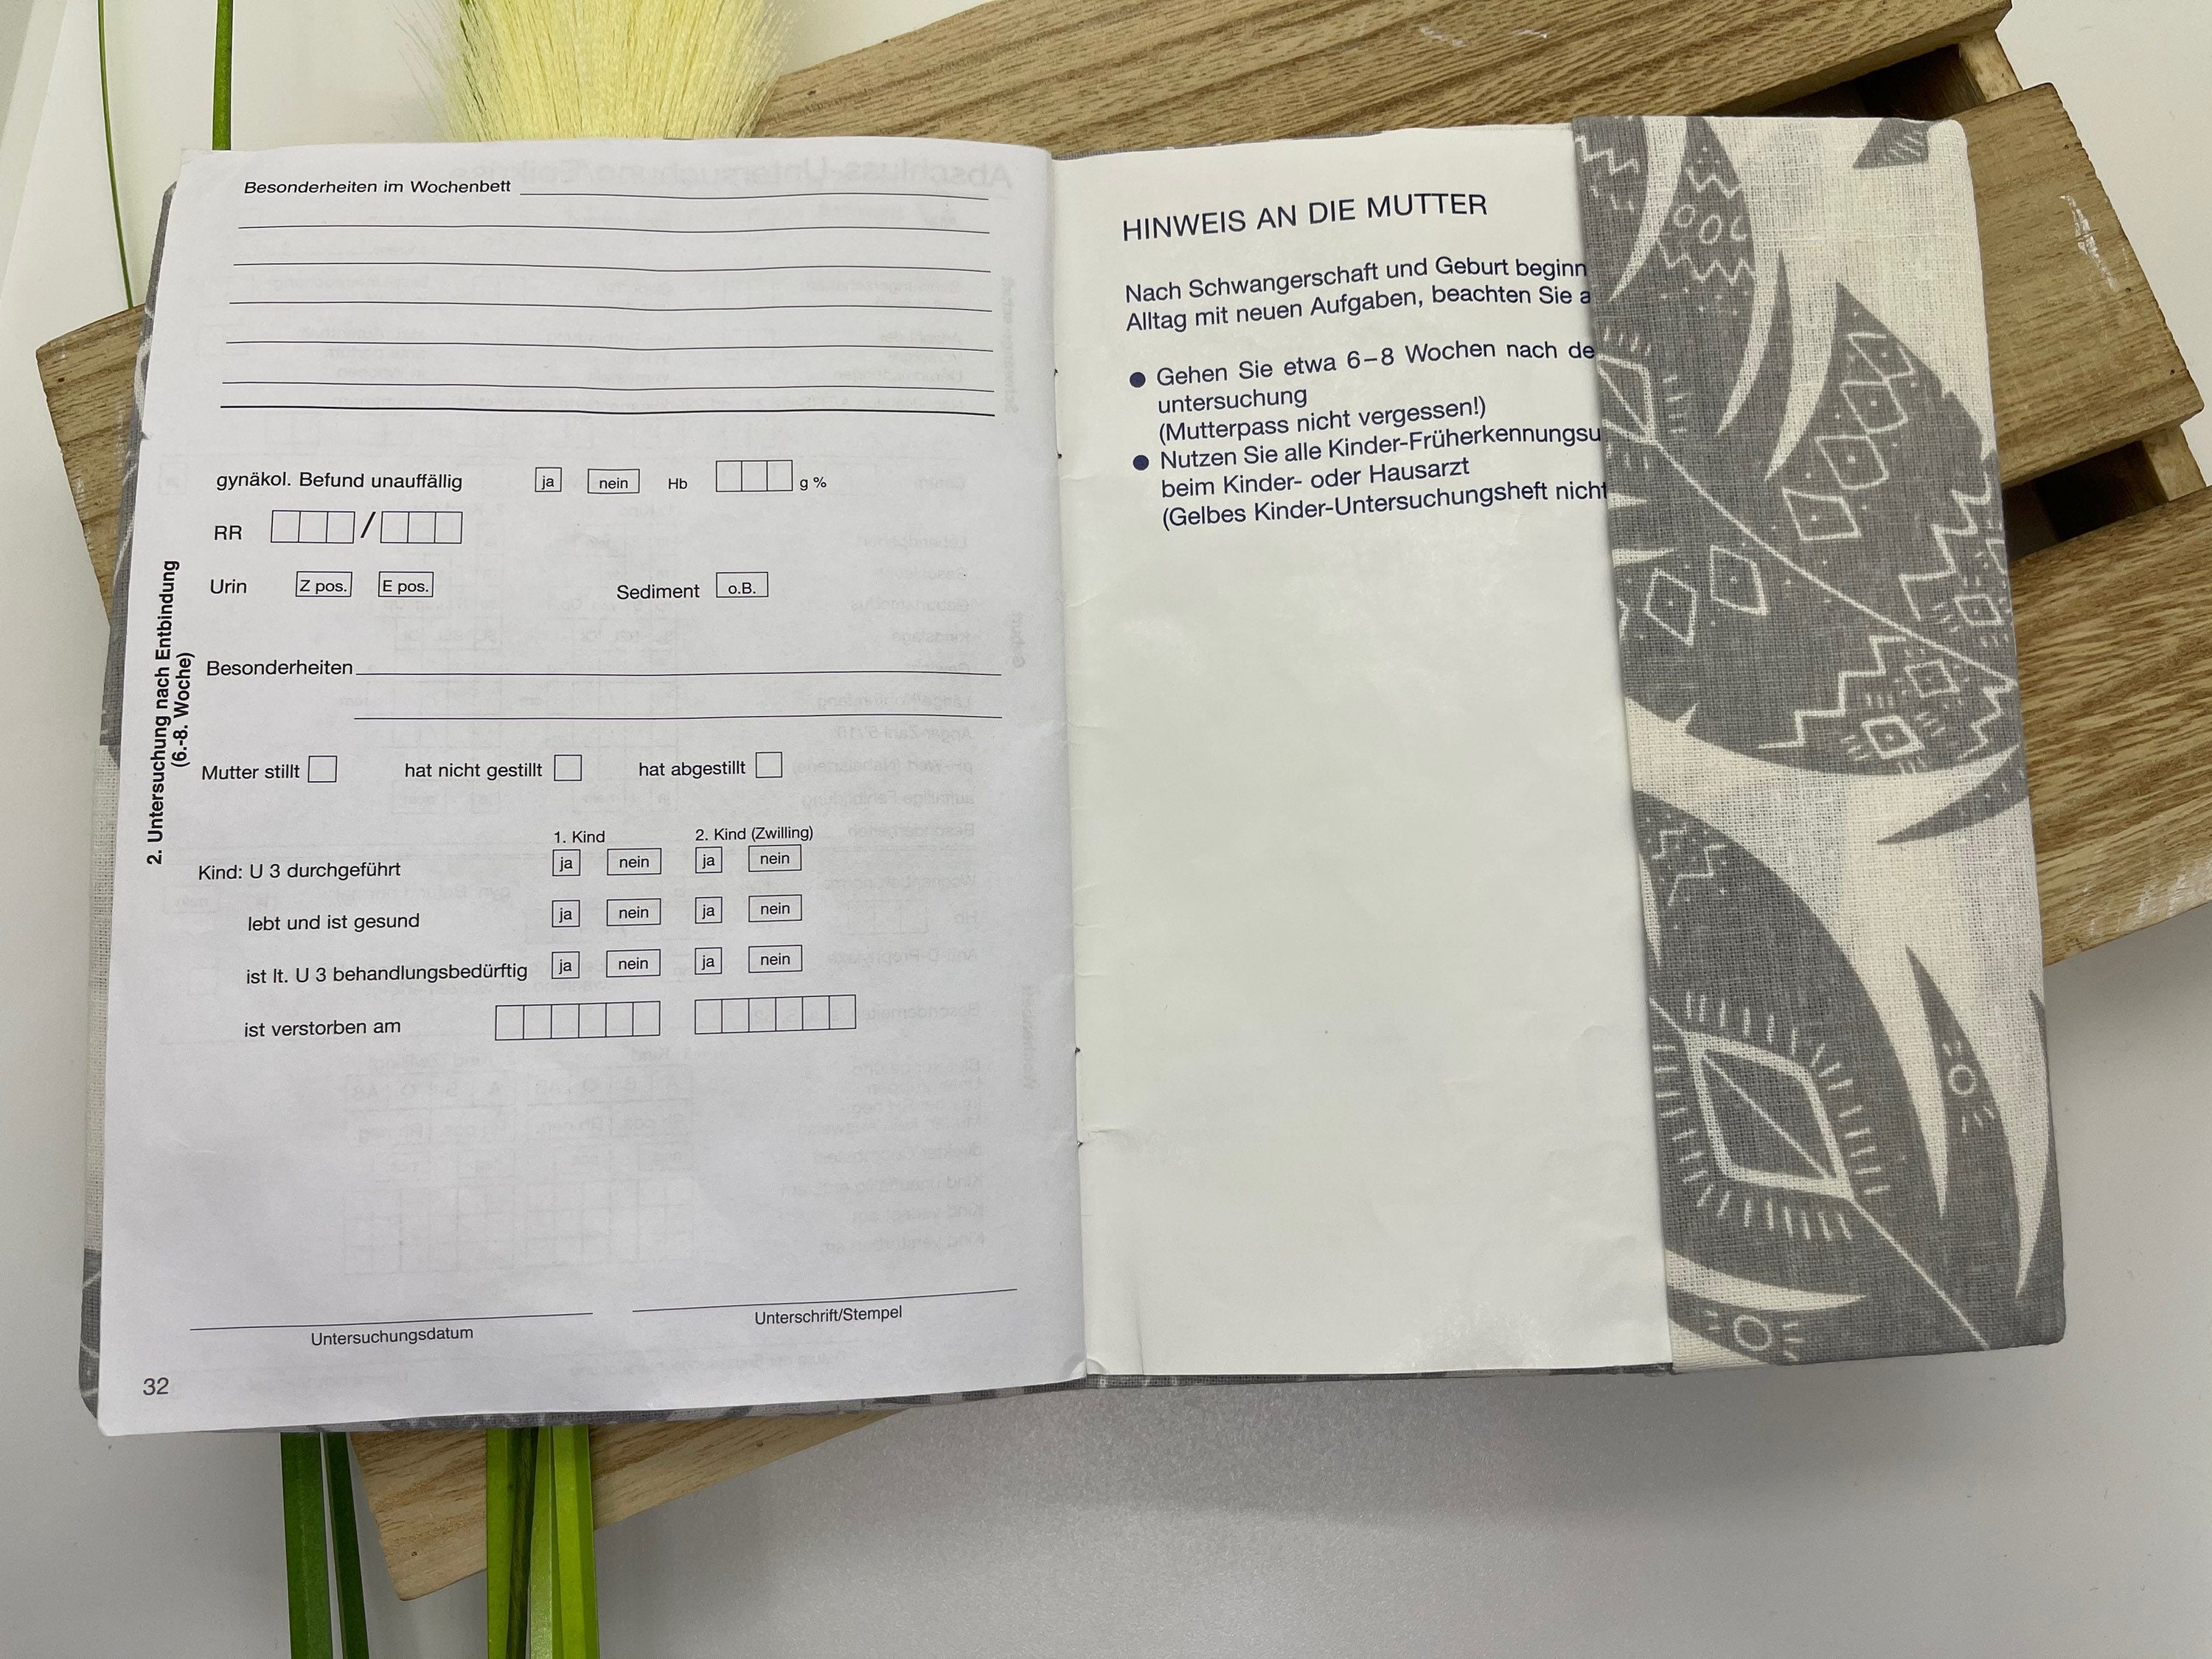 Besonderheiten im Wochenbett
2. Untersuchung nach Entbindung
(6.-8. Woche)
gynäkol. Befund unauffällig ja nein Hb g %
RR /
Urin Z pos. E pos. Sediment o.B.
Besonderheiten
Mutter stillt hat nicht gestillt hat abgestillt
1. Kind 2. Kind (Zwilling)
Kind: U 3 durchgeführt ja nein ja nein
lebt und ist gesund ja nein ja nein
ist lt. U 3 behandlungsbedürftig ja nein ja nein
ist verstorben am
Untersuchungsdatum Unterschrift/Stempel
32
HINWEIS AN DIE MUTTER
Nach Schwangerschaft und Geburt beginn
Alltag mit neuen Aufgaben, beachten Sie a
● Gehen Sie etwa 6–8 Wochen nach de
untersuchung
(Mutterpass nicht vergessen!)
● Nutzen Sie alle Kinder-Früherkennungsu
beim Kinder- oder Hausarzt
(Gelbes Kinder-Untersuchungsheft nicht